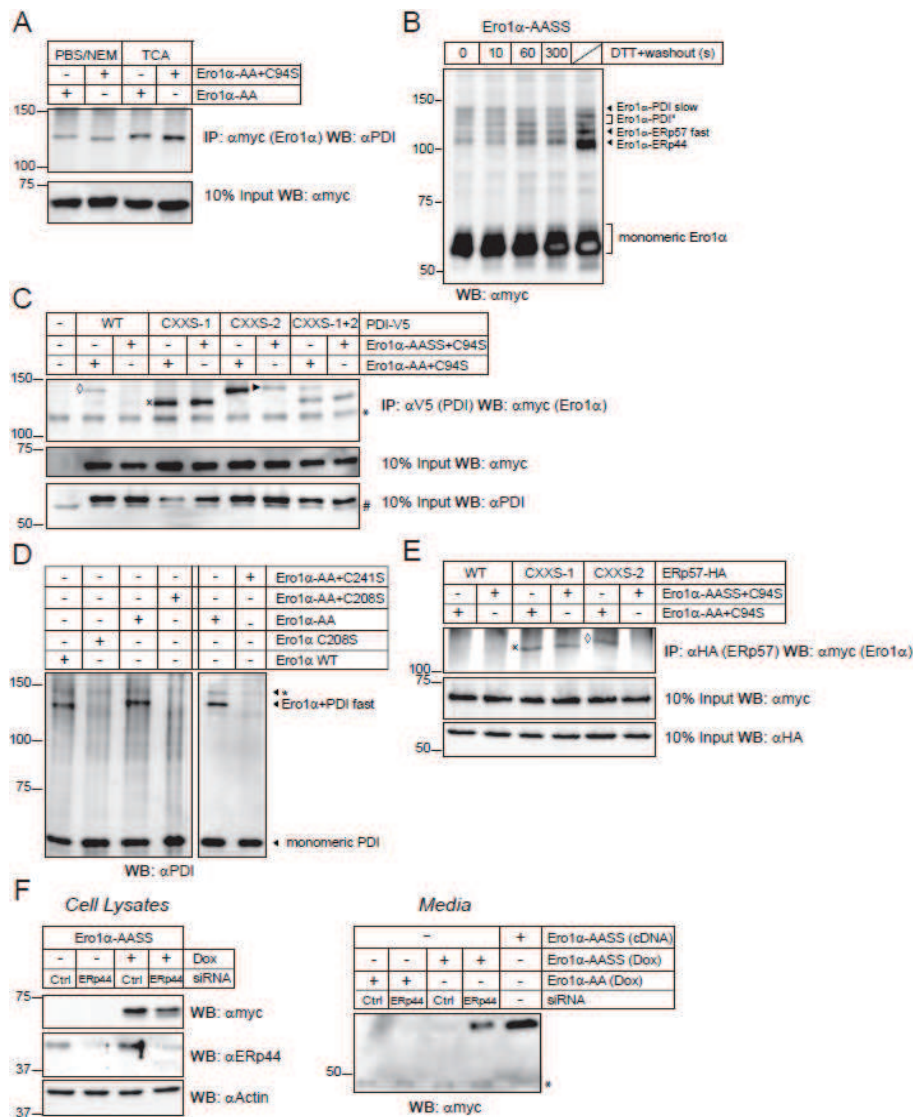 A
PBS/NEM TCA
- + - + Ero1α-AA+C94S
+ - + - Ero1α-AA
150
100
IP: αmyc (Ero1α) WB: αPDI
75
10% Input WB: αmyc
B
Ero1α-AASS
0 10 60 300 DTT+washout (s)
150
100
75
50
Ero1α-PDI slow
Ero1α-PDI*
Ero1α-ERp57 fast
Ero1α-ERp44
monomeric Ero1α
WB: αmyc
C
- WT CXXS-1 CXXS-2 CXXS-1+2 PDI-V5
- - + - + - + - + Ero1α-AASS+C94S
- + - + - + - + - Ero1α-AA+C94S
150
100
◊ × ▶ *
IP: αV5 (PDI) WB: αmyc (Ero1α)
75
10% Input WB: αmyc
50
# 10% Input WB: αPDI
D
- - - - - + Ero1α-AA+C241S
- - - + - - Ero1α-AA+C208S
- - + - + - Ero1α-AA
- + - - - - Ero1α C208S
+ - - - - - Ero1α WT
150
100
75
*
Ero1α+PDI fast
monomeric PDI
WB: αPDI
E
WT CXXS-1 CXXS-2 ERp57-HA
- + - + - + Ero1α-AASS+C94S
+ - + - + - Ero1α-AA+C94S
× ◊
100
IP: αHA (ERp57) WB: αmyc (Ero1α)
75
10% Input WB: αmyc
50
10% Input WB: αHA
F
Cell Lysates
Ero1α-AASS
- - + + Dox
Ctrl ERp44 Ctrl ERp44 siRNA
75
WB: αmyc
37
WB: αERp44
37
WB: αActin
Media
- + Ero1α-AASS (cDNA)
- - + + - Ero1α-AASS (Dox)
+ + - - - Ero1α-AA (Dox)
Ctrl ERp44 Ctrl ERp44 - siRNA
50
*
WB: αmyc